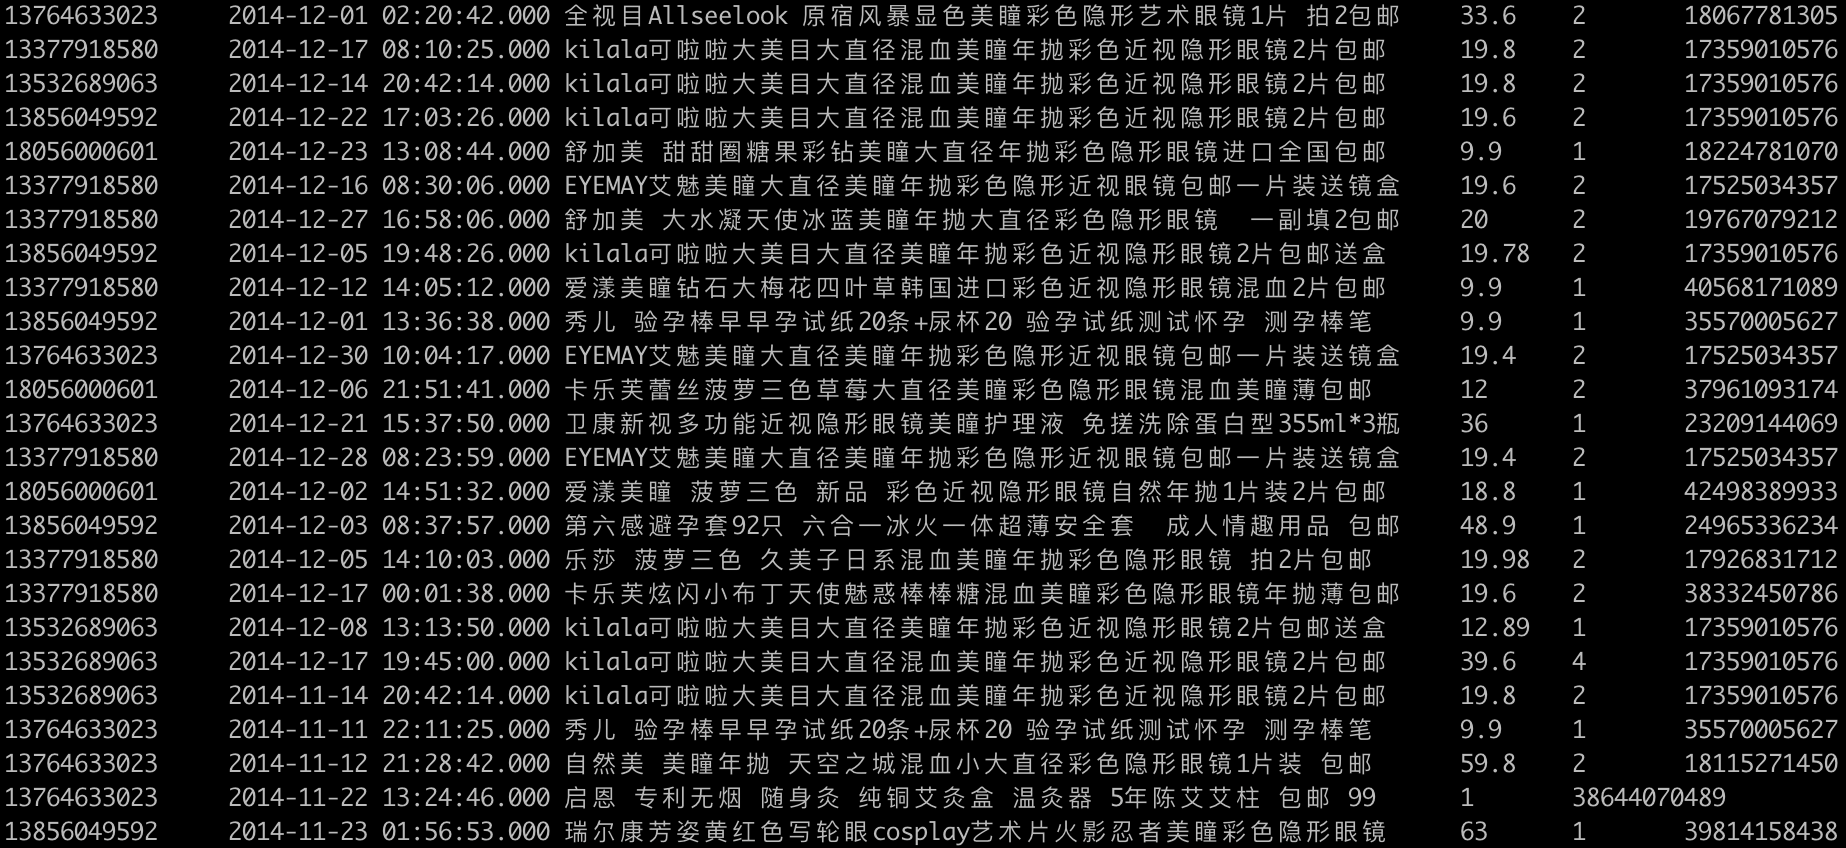 13764633023 2014-12-01 02:20:42.000 全视目Allseelook 原宿风暴显色美瞳彩色隐形艺术眼镜1片 拍2包邮 33.6 2 18067781305
13377918580 2014-12-17 08:10:25.000 kilala可啦啦大美目大直径混血美瞳年抛彩色近视隐形眼镜2片包邮 19.8 2 17359010576
13532689063 2014-12-14 20:42:14.000 kilala可啦啦大美目大直径混血美瞳年抛彩色近视隐形眼镜2片包邮 19.8 2 17359010576
13856049592 2014-12-22 17:03:26.000 kilala可啦啦大美目大直径混血美瞳年抛彩色近视隐形眼镜2片包邮 19.6 2 17359010576
18056000601 2014-12-23 13:08:44.000 舒加美 甜甜圈糖果彩钻美瞳大直径年抛彩色隐形眼镜进口全国包邮 9.9 1 18224781070
13377918580 2014-12-16 08:30:06.000 EYEMAY艾魅美瞳大直径美瞳年抛彩色隐形近视眼镜包邮一片装送镜盒 19.6 2 17525034357
13377918580 2014-12-27 16:58:06.000 舒加美 大水凝天使冰蓝美瞳年抛大直径彩色隐形眼镜 一副填2包邮 20 2 19767079212
13856049592 2014-12-05 19:48:26.000 kilala可啦啦大美目大直径美瞳年抛彩色近视隐形眼镜2片包邮送盒 19.78 2 17359010576
13377918580 2014-12-12 14:05:12.000 爱漾美瞳钻石大梅花四叶草韩国进口彩色近视隐形眼镜混血2片包邮 9.9 1 40568171089
13856049592 2014-12-01 13:36:38.000 秀儿 验孕棒早早孕试纸20条+尿杯20 验孕试纸测试怀孕 测孕棒笔 9.9 1 35570005627
13764633023 2014-12-30 10:04:17.000 EYEMAY艾魅美瞳大直径美瞳年抛彩色隐形近视眼镜包邮一片装送镜盒 19.4 2 17525034357
18056000601 2014-12-06 21:51:41.000 卡乐芙蕾丝菠萝三色草莓大直径美瞳彩色隐形眼镜混血美瞳薄包邮 12 2 37961093174
13764633023 2014-12-21 15:37:50.000 卫康新视多功能近视隐形眼镜美瞳护理液 免搓洗除蛋白型355ml*3瓶 36 1 23209144069
13377918580 2014-12-28 08:23:59.000 EYEMAY艾魅美瞳大直径美瞳年抛彩色隐形近视眼镜包邮一片装送镜盒 19.4 2 17525034357
18056000601 2014-12-02 14:51:32.000 爱漾美瞳 菠萝三色 新品 彩色近视隐形眼镜自然年抛1片装2片包邮 18.8 1 42498389933
13856049592 2014-12-03 08:37:57.000 第六感避孕套92只 六合一冰火一体超薄安全套 成人情趣用品 包邮 48.9 1 24965336234
13377918580 2014-12-05 14:10:03.000 乐莎 菠萝三色 久美子日系混血美瞳年抛彩色隐形眼镜 拍2片包邮 19.98 2 17926831712
13377918580 2014-12-17 00:01:38.000 卡乐芙炫闪小布丁天使魅惑棒棒糖混血美瞳彩色隐形眼镜年抛薄包邮 19.6 2 38332450786
13532689063 2014-12-08 13:13:50.000 kilala可啦啦大美目大直径美瞳年抛彩色近视隐形眼镜2片包邮送盒 12.89 1 17359010576
13532689063 2014-12-17 19:45:00.000 kilala可啦啦大美目大直径混血美瞳年抛彩色近视隐形眼镜2片包邮 39.6 4 17359010576
13532689063 2014-11-14 20:42:14.000 kilala可啦啦大美目大直径混血美瞳年抛彩色近视隐形眼镜2片包邮 19.8 2 17359010576
13764633023 2014-11-11 22:11:25.000 秀儿 验孕棒早早孕试纸20条+尿杯20 验孕试纸测试怀孕 测孕棒笔 9.9 1 35570005627
13764633023 2014-11-12 21:28:42.000 自然美 美瞳年抛 天空之城混血小大直径彩色隐形眼镜1片装 包邮 59.8 2 18115271450
13764633023 2014-11-22 13:24:46.000 启恩 专利无烟 随身灸 纯铜艾灸盒 温灸器 5年陈艾艾柱 包邮 99 1 38644070489
13856049592 2014-11-23 01:56:53.000 瑞尔康芳姿黄红色写轮眼cosplay艺术片火影忍者美瞳彩色隐形眼镜 63 1 39814158438